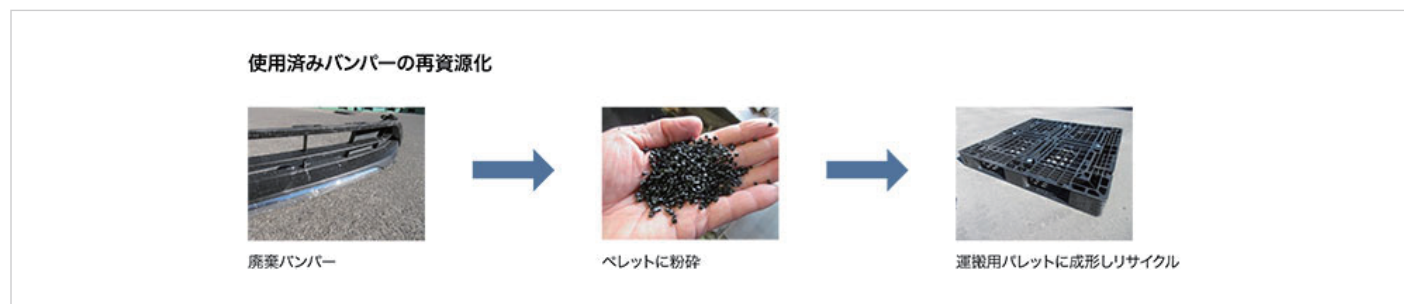 使用済みバンパーの再資源化
廃棄バンパー
ペレットに粉砕
運搬用パレットに成形しリサイクル